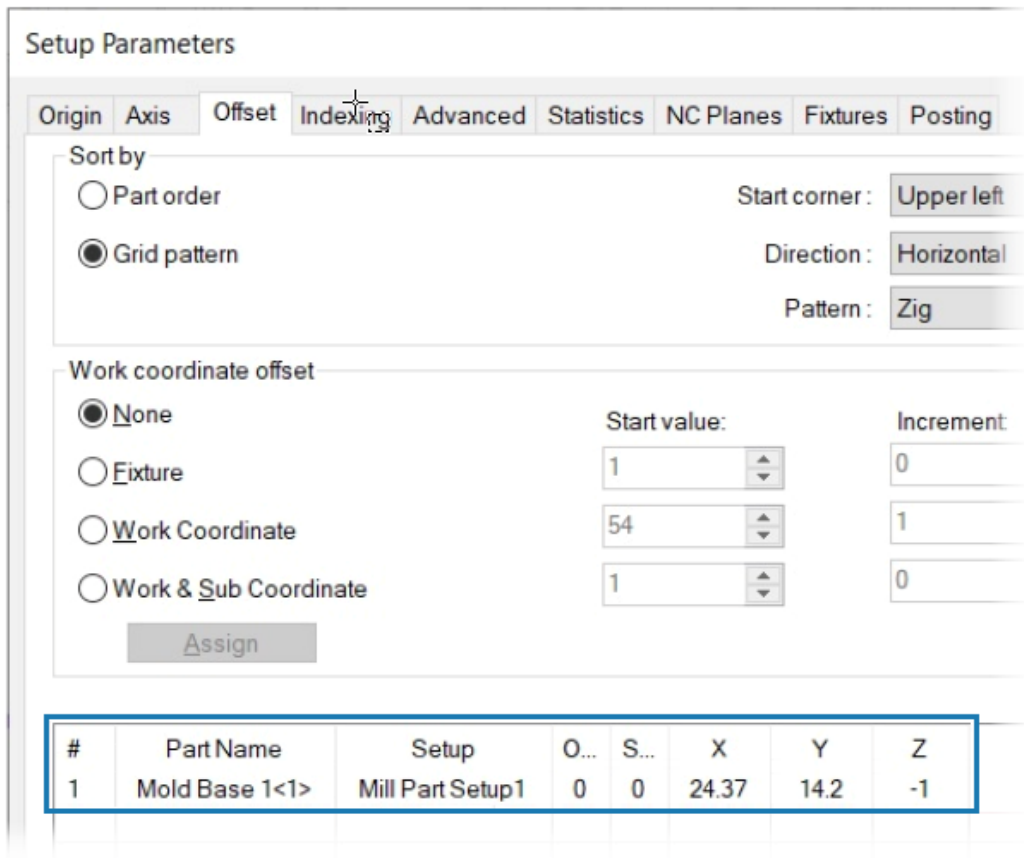 Setup Parameters
Origin Axis Offset Indexing Advanced Statistics NC Planes Fixtures Posting
Sort by
Part order Start corner : Upper left
Grid pattern Direction : Horizontal
Pattern : Zig
Work coordinate offset
None Start value: Increment:
Fixture 1 0
Work Coordinate 54 1
Work & Sub Coordinate 1 0
Assign
# Part Name Setup O... S... X Y Z
1 Mold Base 1<1> Mill Part Setup1 0 0 24.37 14.2 -1